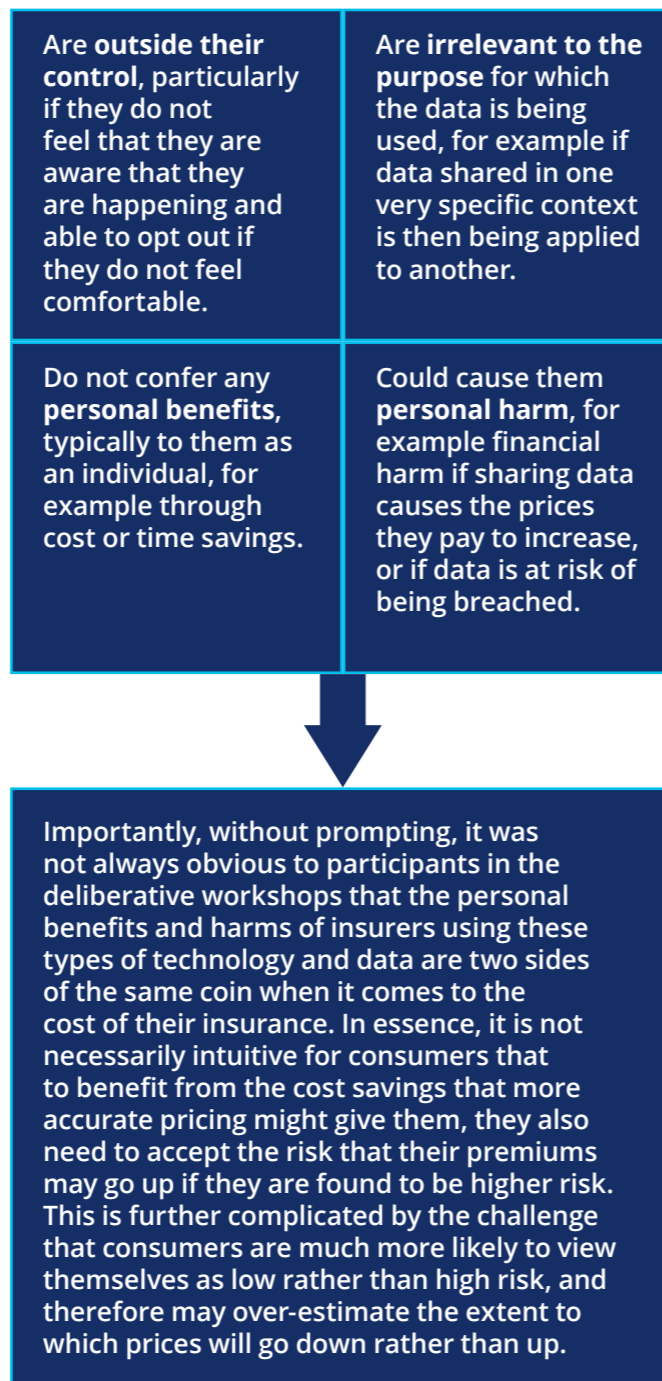 Are outside their
control, particularly
if they do not
feel that they are
aware that they
are happening and
able to opt out if
they do not feel
comfortable.
Are irrelevant to the
purpose for which
the data is being
used, for example if
data shared in one
very specific context
is then being applied
to another.
Do not confer any
personal benefits,
typically to them as
an individual, for
example through
cost or time savings.
Could cause them
personal harm, for
example financial
harm if sharing data
causes the prices
they pay to increase,
or if data is at risk of
being breached.
Importantly, without prompting, it was
not always obvious to participants in the
deliberative workshops that the personal
benefits and harms of insurers using these
types of technology and data are two sides
of the same coin when it comes to the
cost of their insurance. In essence, it is not
necessarily intuitive for consumers that
to benefit from the cost savings that more
accurate pricing might give them, they also
need to accept the risk that their premiums
may go up if they are found to be higher risk.
This is further complicated by the challenge
that consumers are much more likely to view
themselves as low rather than high risk, and
therefore may over-estimate the extent to
which prices will go down rather than up.